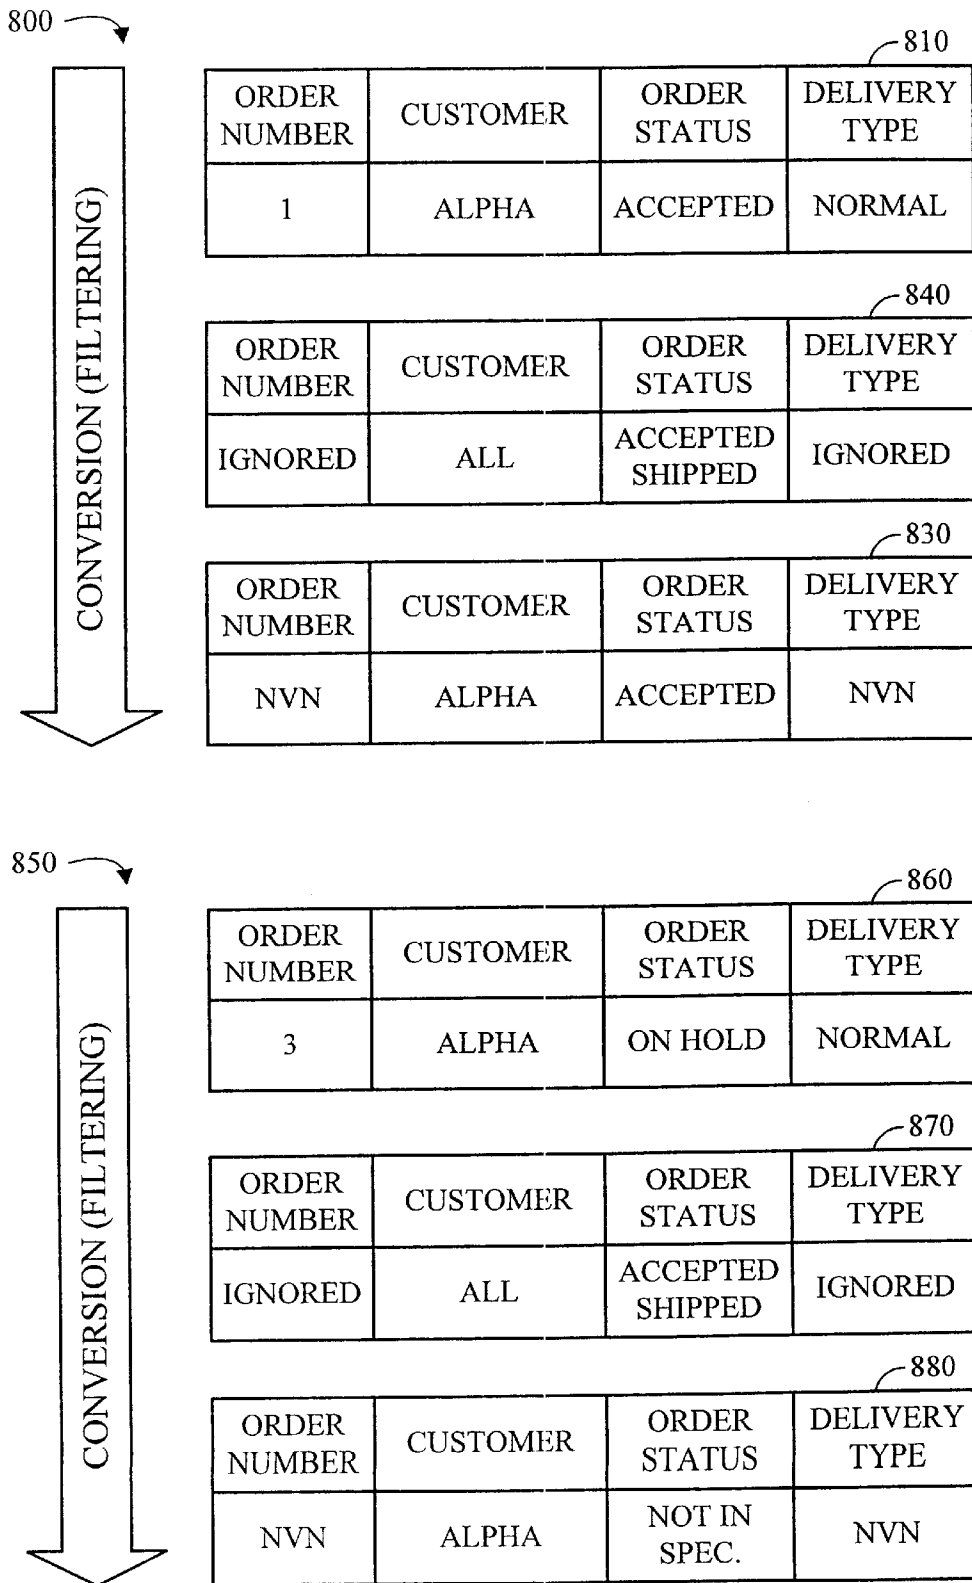 800
810
ORDER NUMBER CUSTOMER ORDER STATUS DELIVERY TYPE
1 ALPHA ACCEPTED NORMAL
840
ORDER NUMBER CUSTOMER ORDER STATUS DELIVERY TYPE
IGNORED ALL ACCEPTED SHIPPED IGNORED
830
ORDER NUMBER CUSTOMER ORDER STATUS DELIVERY TYPE
NVN ALPHA ACCEPTED NVN
CONVERSION (FILTERING)
850
860
ORDER NUMBER CUSTOMER ORDER STATUS DELIVERY TYPE
3 ALPHA ON HOLD NORMAL
870
ORDER NUMBER CUSTOMER ORDER STATUS DELIVERY TYPE
IGNORED ALL ACCEPTED SHIPPED IGNORED
880
ORDER NUMBER CUSTOMER ORDER STATUS DELIVERY TYPE
NVN ALPHA NOT IN SPEC. NVN
CONVERSION (FILTERING)